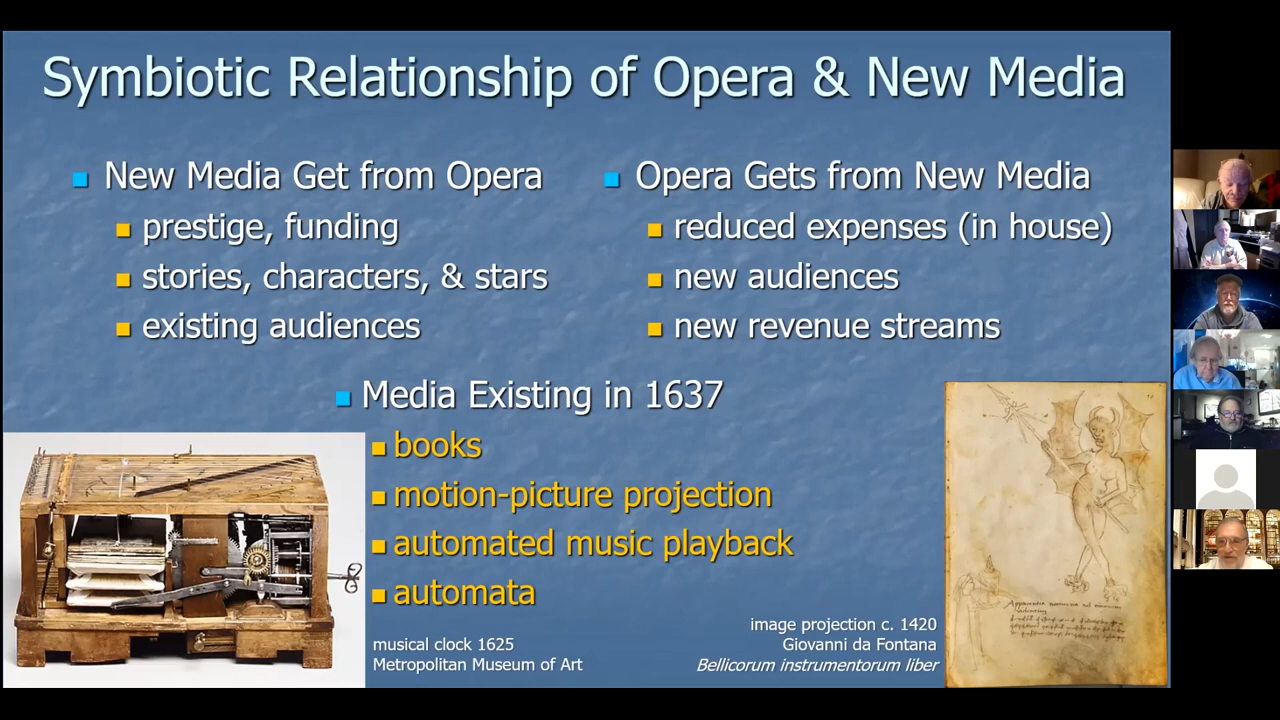 Symbiotic Relationship of Opera & New Media
New Media Get from Opera
prestige, funding
stories, characters, & stars
existing audiences
Opera Gets from New Media
reduced expenses (in house)
new audiences
new revenue streams
Media Existing in 1637
books
motion-picture projection
automated music playback
automata
musical clock 1625
Metropolitan Museum of Art
image projection c. 1420
Giovanni da Fontana
Bellicorum instrumentorum liber